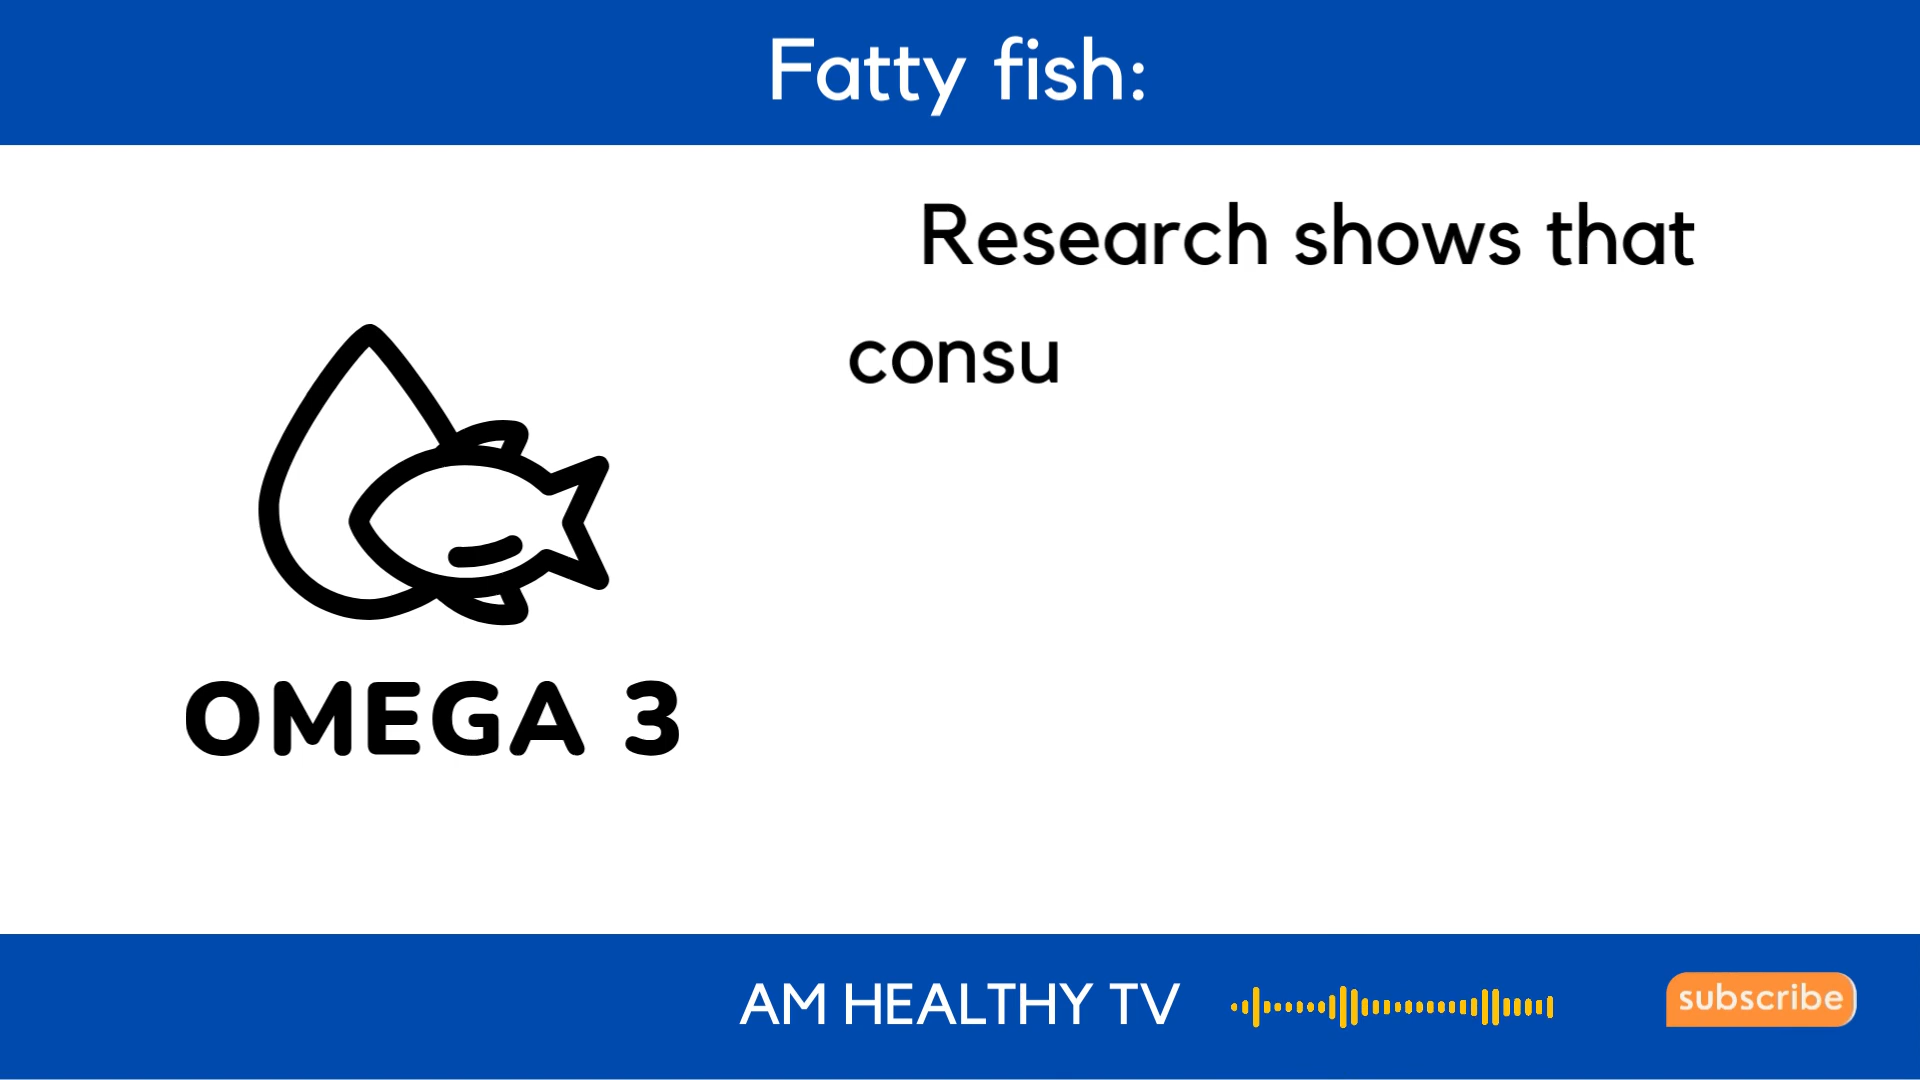 Fatty fish:
Research shows that
consu
OMEGA 3
AM HEALTHY TV
subscribe